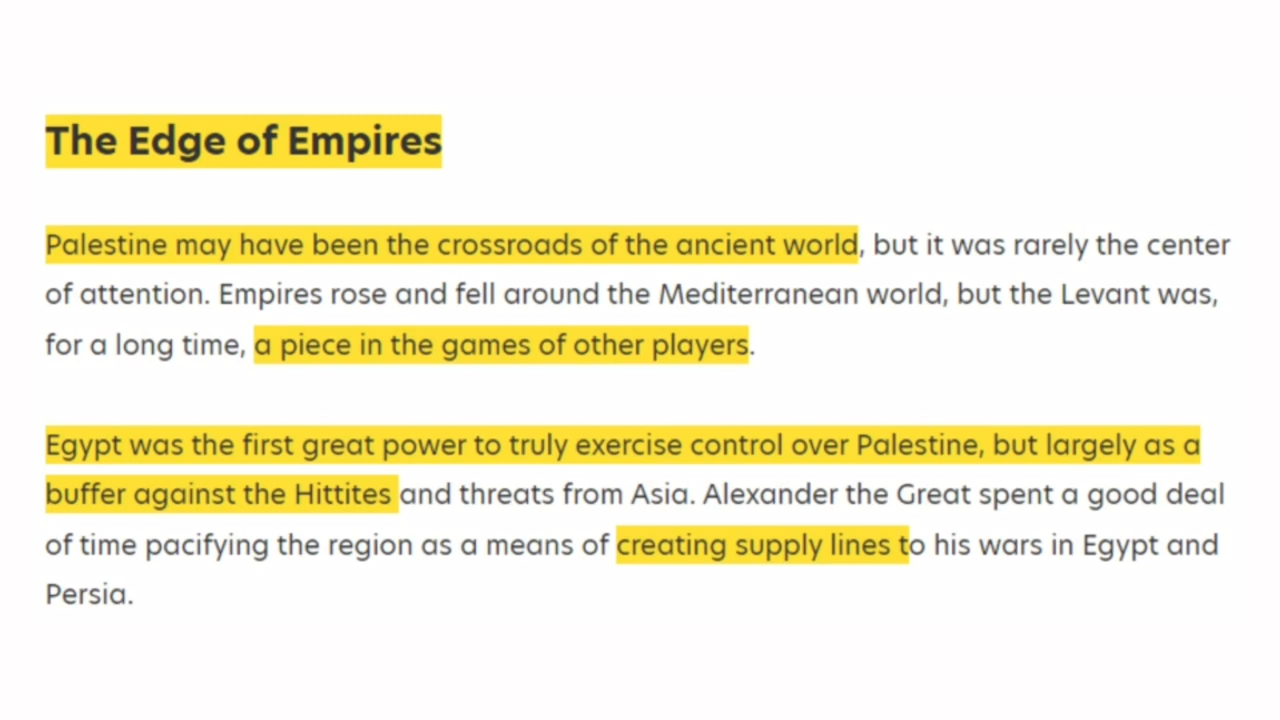 The Edge of Empires
Palestine may have been the crossroads of the ancient world, but it was rarely the center
of attention. Empires rose and fell around the Mediterranean world, but the Levant was,
for a long time, a piece in the games of other players.
Egypt was the first great power to truly exercise control over Palestine, but largely as a
buffer against the Hittites and threats from Asia. Alexander the Great spent a good deal
of time pacifying the region as a means of creating supply lines to his wars in Egypt and
Persia.